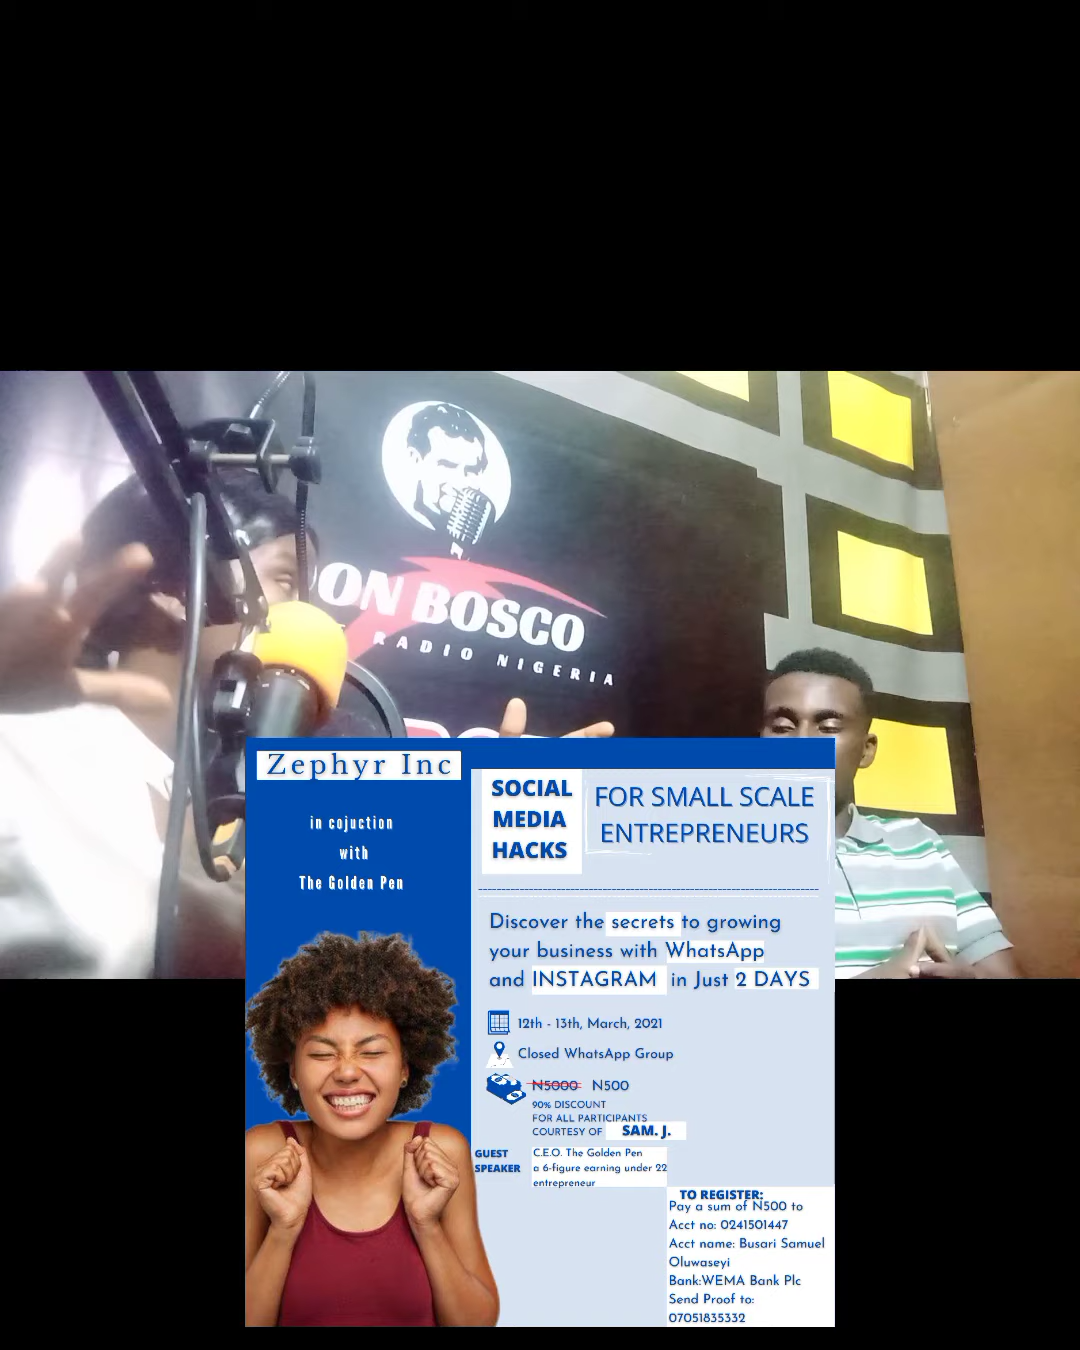 DON BOSCO
RADIO NIGERIA
Zephyr Inc
in cojuction
with
The Golden Pen
SOCIAL
MEDIA
HACKS
FOR SMALL SCALE
ENTREPRENEURS
Discover the secrets to growing
your business with WhatsApp
and INSTAGRAM in Just 2 DAYS
12th - 13th, March, 2021
Closed WhatsApp Group
N5000 N500
90% DISCOUNT
FOR ALL PARTICIPANTS
COURTESY OF SAM. J.
GUEST
SPEAKER
C.E.O. The Golden Pen
a 6-figure earning under 22
entrepreneur
TO REGISTER:
Pay a sum of N500 to
Acct no: 0241501447
Acct name: Busari Samuel
Oluwaseyi
Bank:WEMA Bank Plc
Send Proof to:
07051835332